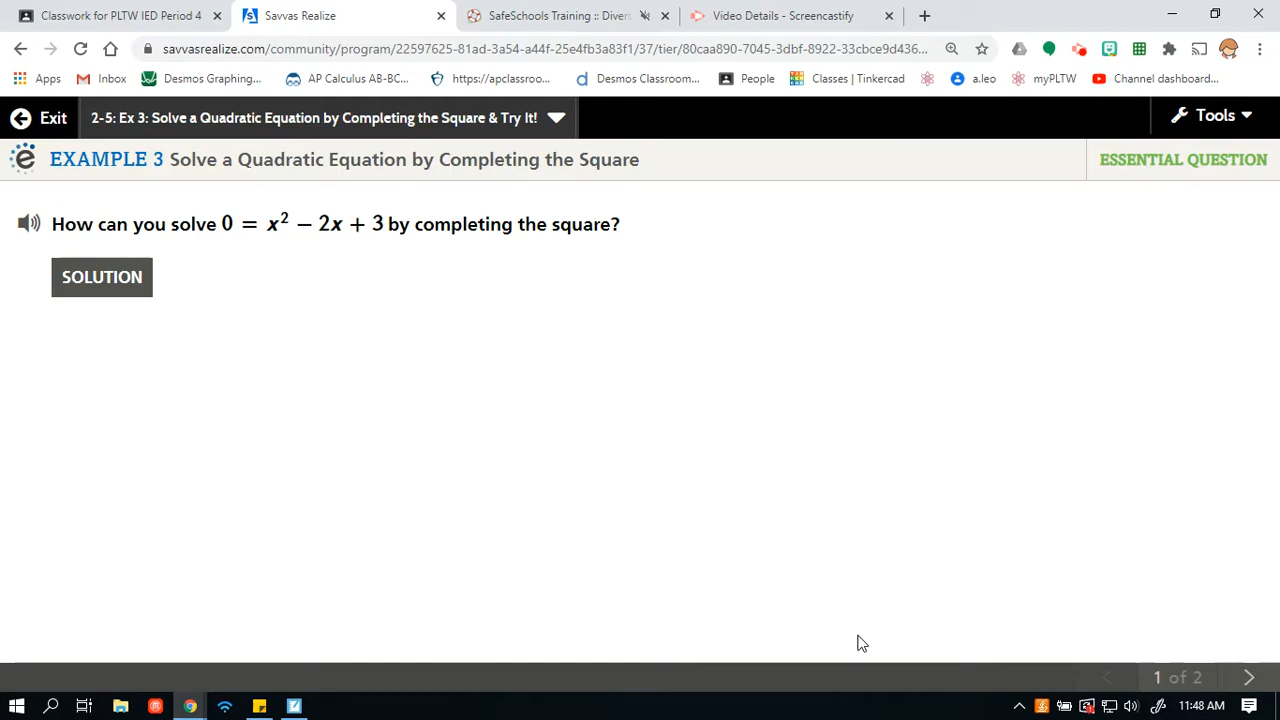 Classwork for PLTW IED Period 4
Savvas Realize
SafeSchools Training :: Divers
Video Details - Screencastify
savvasrealize.com/community/program/22597625-81ad-3a54-a44f-25e4fb3a83f1/37/tier/80caa890-7045-3dbf-8922-33cbce9d436...
Apps
Inbox
Desmos Graphing...
AP Calculus AB-BC...
https://apclassroo...
Desmos Classroom...
People
Classes | Tinkercad
a.leo
myPLTW
Channel dashboard...
Exit
2-5: Ex 3: Solve a Quadratic Equation by Completing the Square & Try It!
Tools
EXAMPLE 3 Solve a Quadratic Equation by Completing the Square
ESSENTIAL QUESTION
How can you solve 0 = x² − 2x + 3 by completing the square?
SOLUTION
1 of 2
11:48 AM